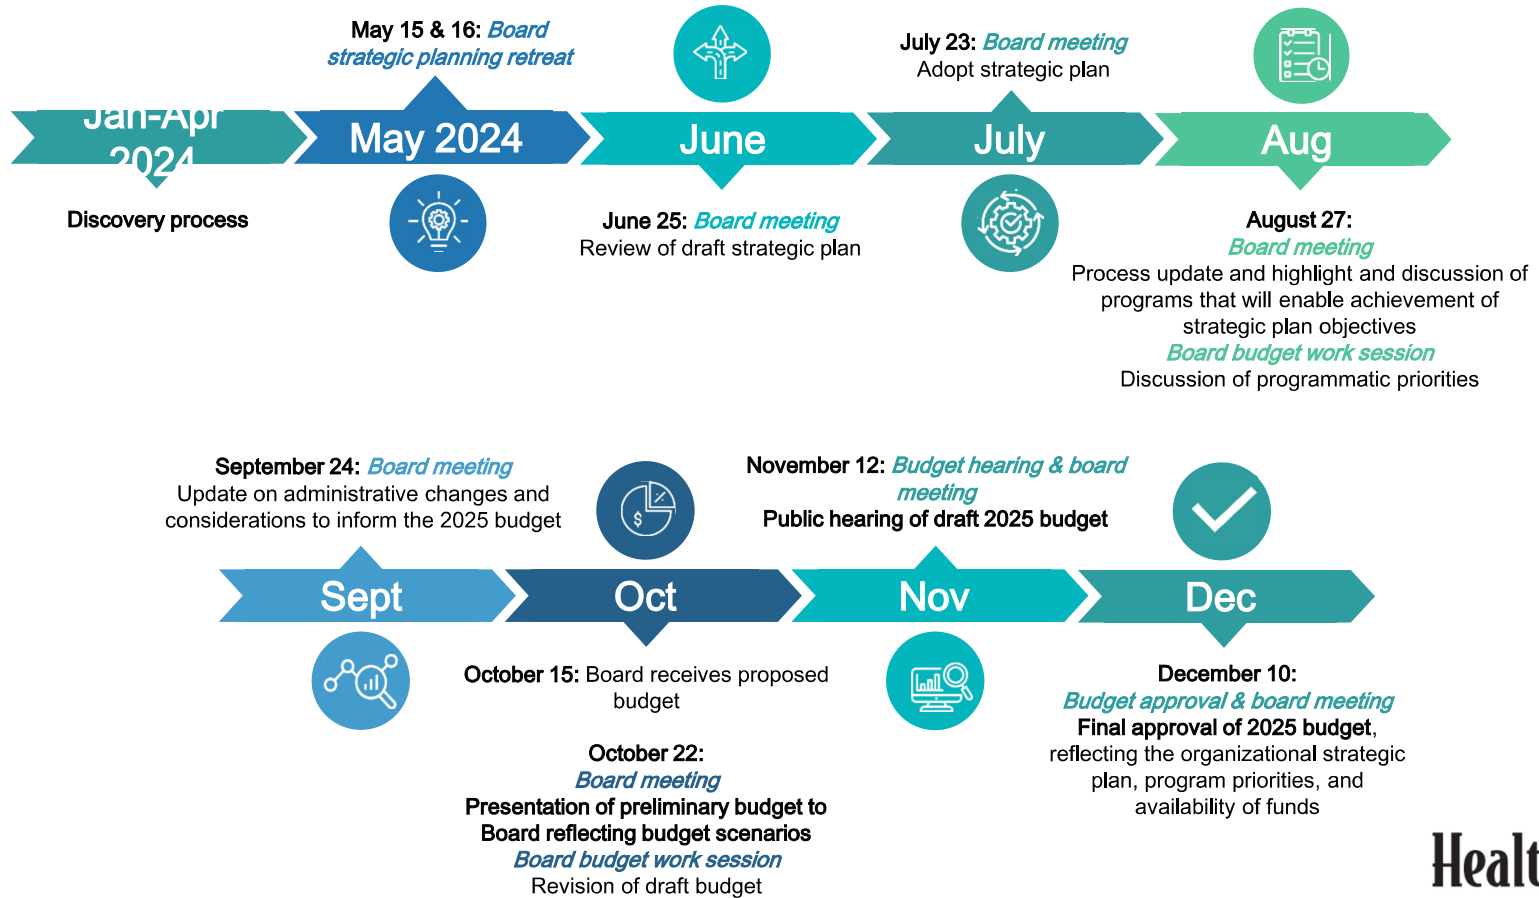 May 15 & 16: Board
strategic planning retreat
July 23: Board meeting
Adopt strategic plan
Jan-Apr
2024
May 2024
June
July
Aug
Discovery process
June 25: Board meeting
Review of draft strategic plan
August 27:
Board meeting
Process update and highlight and discussion of
programs that will enable achievement of
strategic plan objectives
Board budget work session
Discussion of programmatic priorities
September 24: Board meeting
Update on administrative changes and
considerations to inform the 2025 budget
$
%
November 12: Budget hearing & board
meeting
Public hearing of draft 2025 budget
Sept
Oct
Nov
Dec
October 15: Board receives proposed
budget
October 22:
Board meeting
Presentation of preliminary budget to
Board reflecting budget scenarios
Board budget work session
Revision of draft budget
December 10:
Budget approval & board meeting
Final approval of 2025 budget,
reflecting the organizational strategic
plan, program priorities, and
availability of funds
Healt